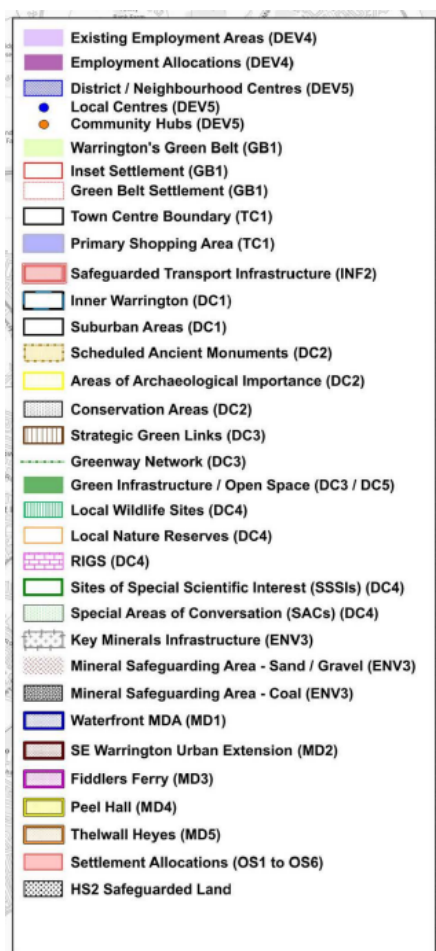 Existing Employment Areas (DEV4)
Employment Allocations (DEV4)
District / Neighbourhood Centres (DEV5)
Local Centres (DEV5)
Community Hubs (DEV5)
Warrington's Green Belt (GB1)
Inset Settlement (GB1)
Green Belt Settlement (GB1)
Town Centre Boundary (TC1)
Primary Shopping Area (TC1)
Safeguarded Transport Infrastructure (INF2)
Inner Warrington (DC1)
Suburban Areas (DC1)
Scheduled Ancient Monuments (DC2)
Areas of Archaeological Importance (DC2)
Conservation Areas (DC2)
Strategic Green Links (DC3)
Greenway Network (DC3)
Green Infrastructure / Open Space (DC3 / DC5)
Local Wildlife Sites (DC4)
Local Nature Reserves (DC4)
RIGS (DC4)
Sites of Special Scientific Interest (SSSIs) (DC4)
Special Areas of Conversation (SACs) (DC4)
Key Minerals Infrastructure (ENV3)
Mineral Safeguarding Area - Sand / Gravel (ENV3)
Mineral Safeguarding Area - Coal (ENV3)
Waterfront MDA (MD1)
SE Warrington Urban Extension (MD2)
Fiddlers Ferry (MD3)
Peel Hall (MD4)
Thelwall Heyes (MD5)
Settlement Allocations (OS1 to OS6)
HS2 Safeguarded Land